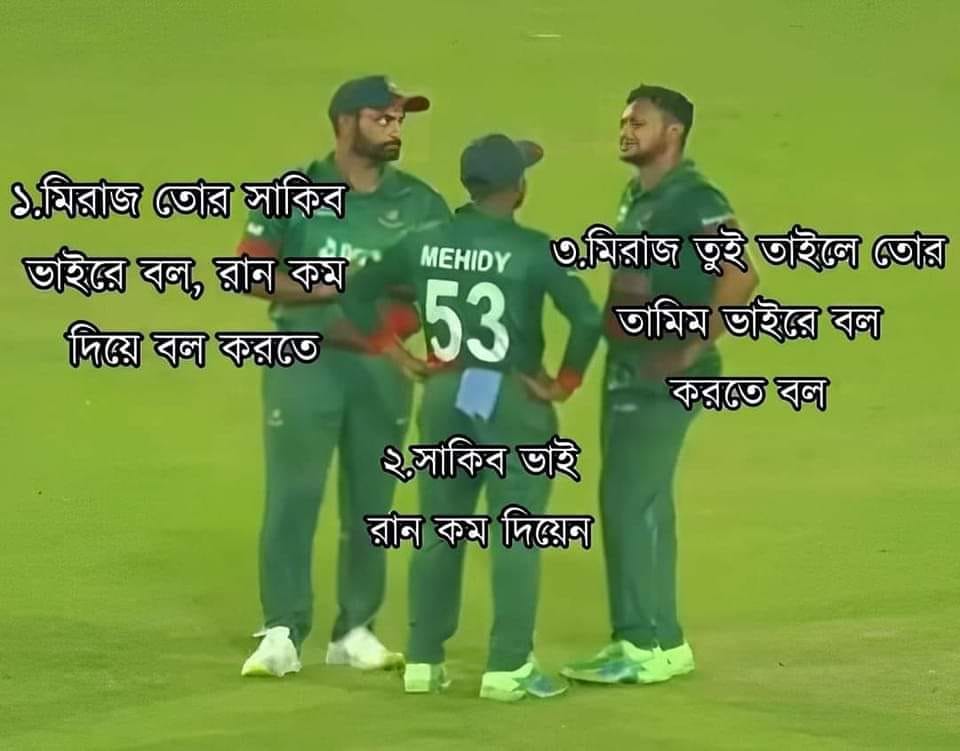 ১.মিরাজ তোর সাকিব
ভাইরে বল, রান কম
দিয়ে বল করতে
MEHIDY
53
৩.মিরাজ তুই তাইলে তোর
তামিম ভাইরে বল
করতে বল
২.সাকিব ভাই
রান কম দিয়েন